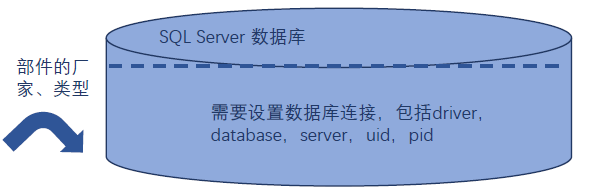 SQL Server 数据库
部件的厂
家、类型
需要设置数据库连接，包括driver，
database，server，uid，pid